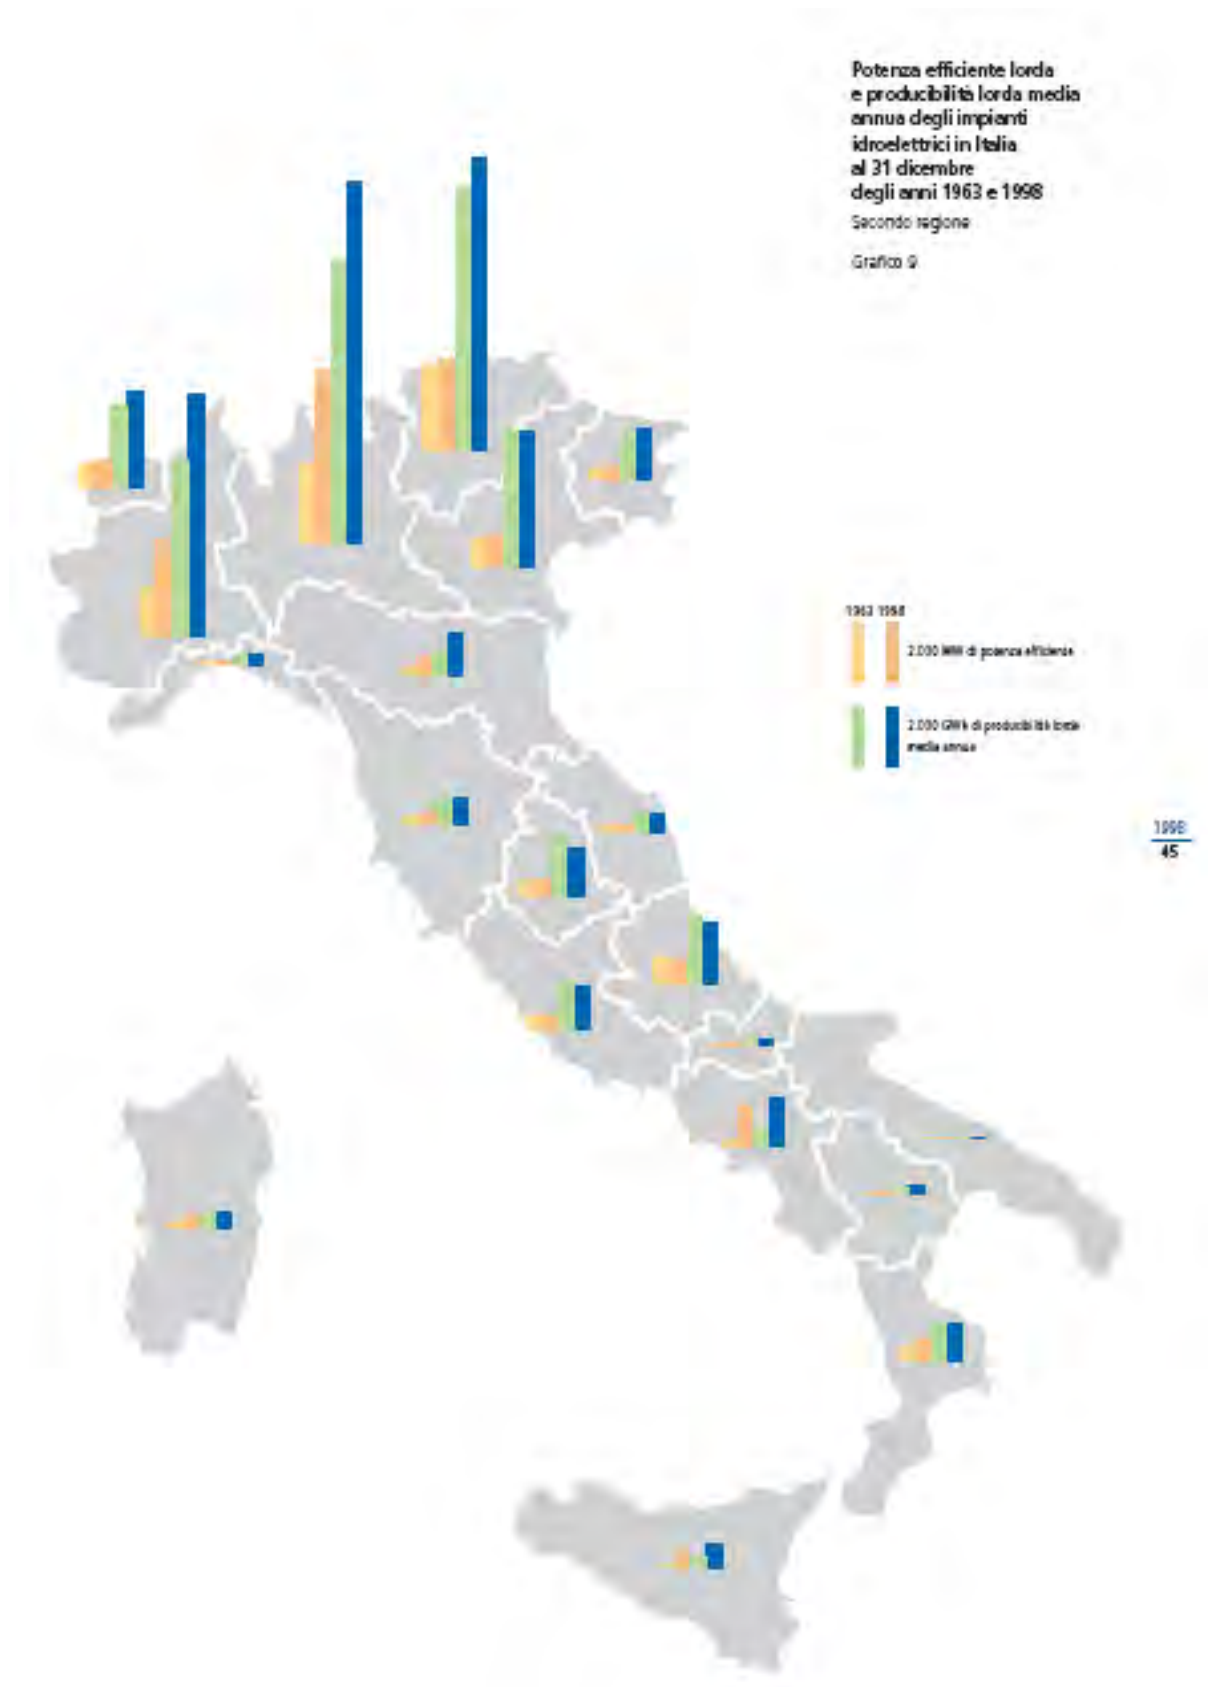 Potenza efficiente lorda
e producibilità lorda media
annua degli impianti
idroelettrici in Italia
al 31 dicembre
degli anni 1963 e 1998
Secondo regione
Grafico 9
1963 1998
2.000 MW di potenza efficiente
2.000 GWh di producibilità lorda
media annua
1998
45